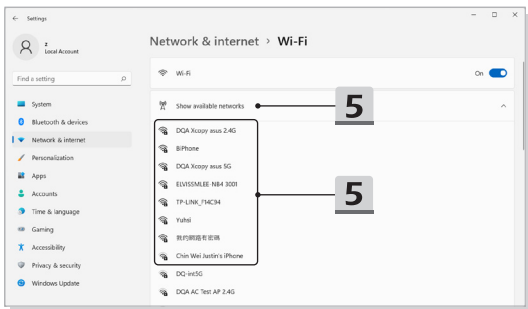 Settings
z
Local Account
Find a setting
System
Bluetooth & devices
Network & internet
Personalization
Apps
Accounts
Time & language
Gaming
Accessibility
Privacy & security
Windows Update
Network & internet > Wi-Fi
Wi-Fi
On
Show available networks
5
DQA Xcopy asus 2.4G
BiPhone
DQA Xcopy asus 5G
ELVISSMLEE-NB4 3001
TP-LINK_F14C94
5
Yuhsi
我的網路有密碼
Chin Wei Justin's iPhone
DQ-int5G
DQA AC Test AP 2.4G